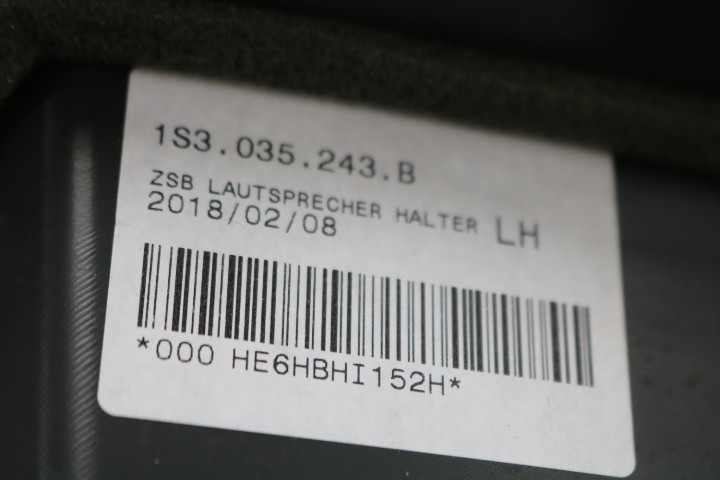 1S3.035.243.B
ZSB LAUTSPRECHER HALTER LH
2018/02/08
*000 HE6HBHI152H*